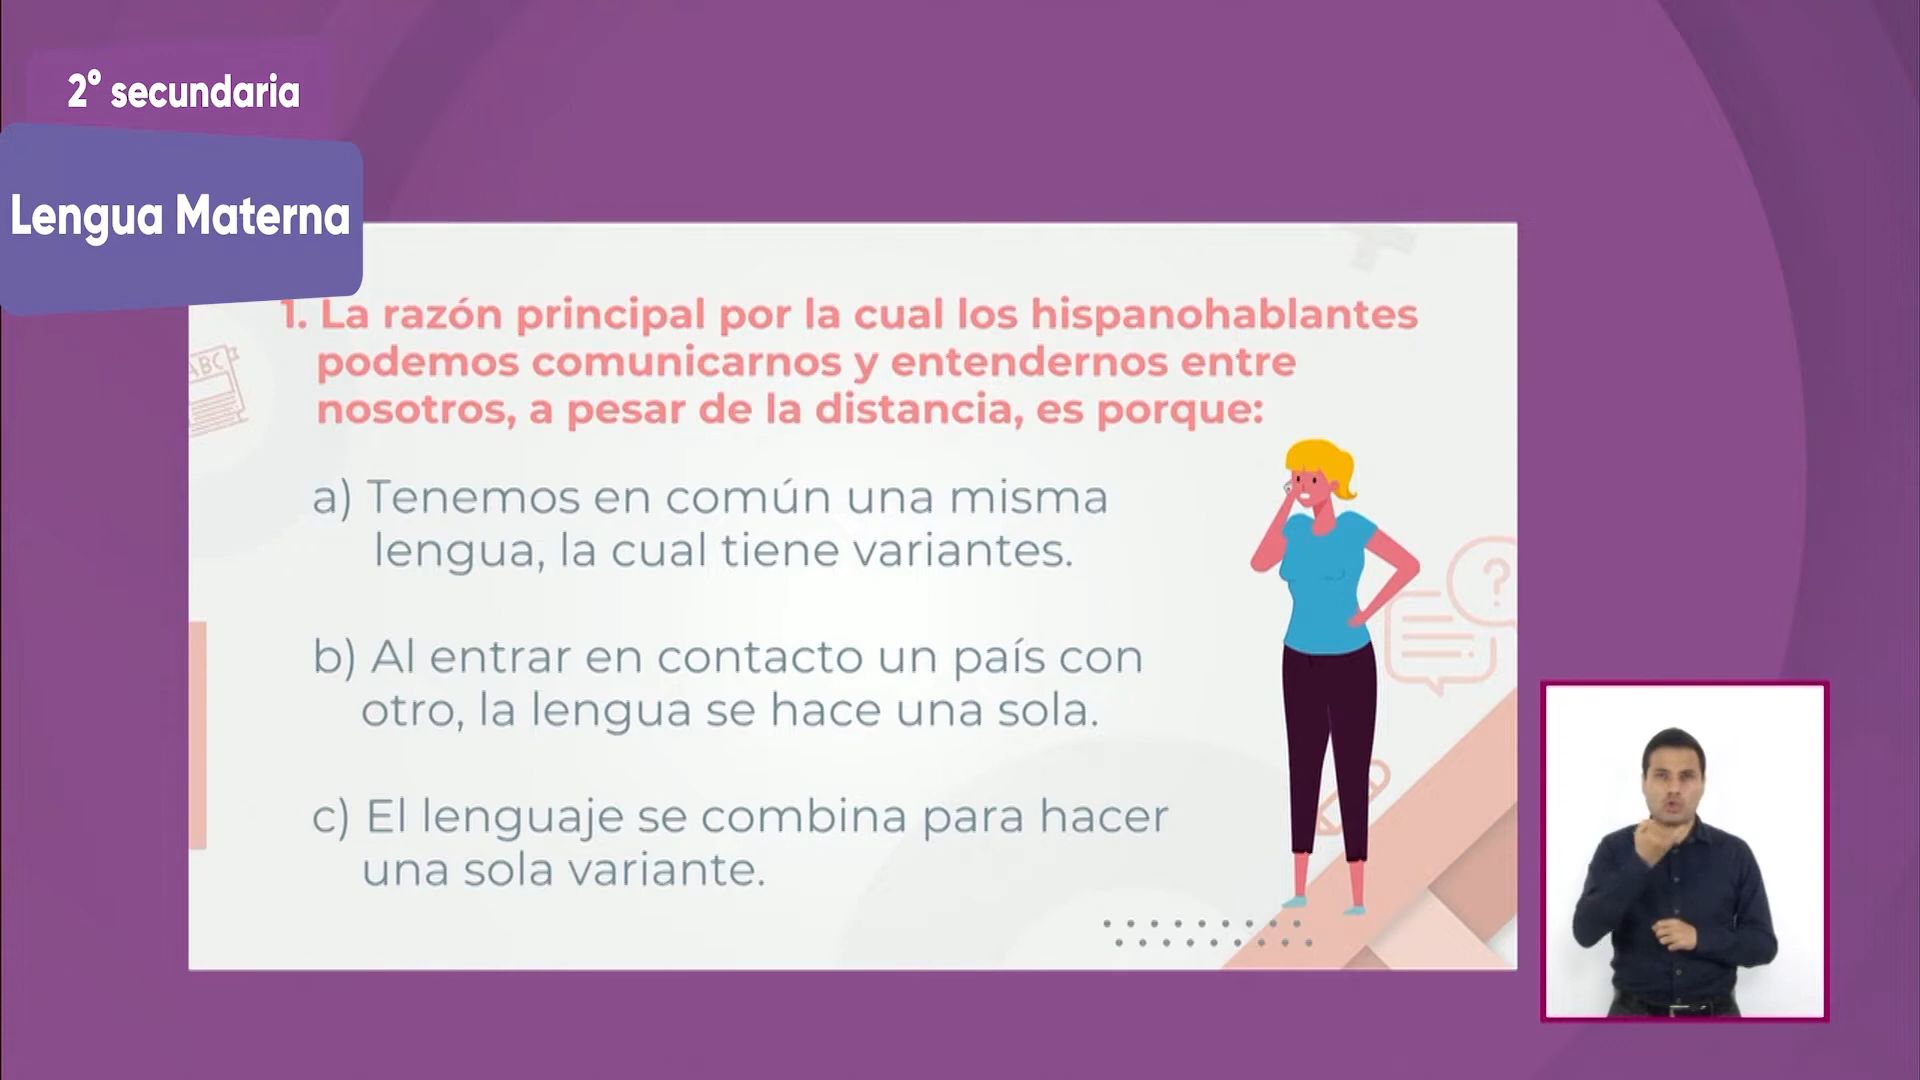 2° secundaria
Lengua Materna
1. La razón principal por la cual los hispanohablantes
podemos comunicarnos y entendernos entre
nosotros, a pesar de la distancia, es porque:
ABC
a) Tenemos en común una misma
lengua, la cual tiene variantes.
?
b) Al entrar en contacto un país con
otro, la lengua se hace una sola.
c) El lenguaje se combina para hacer
una sola variante.